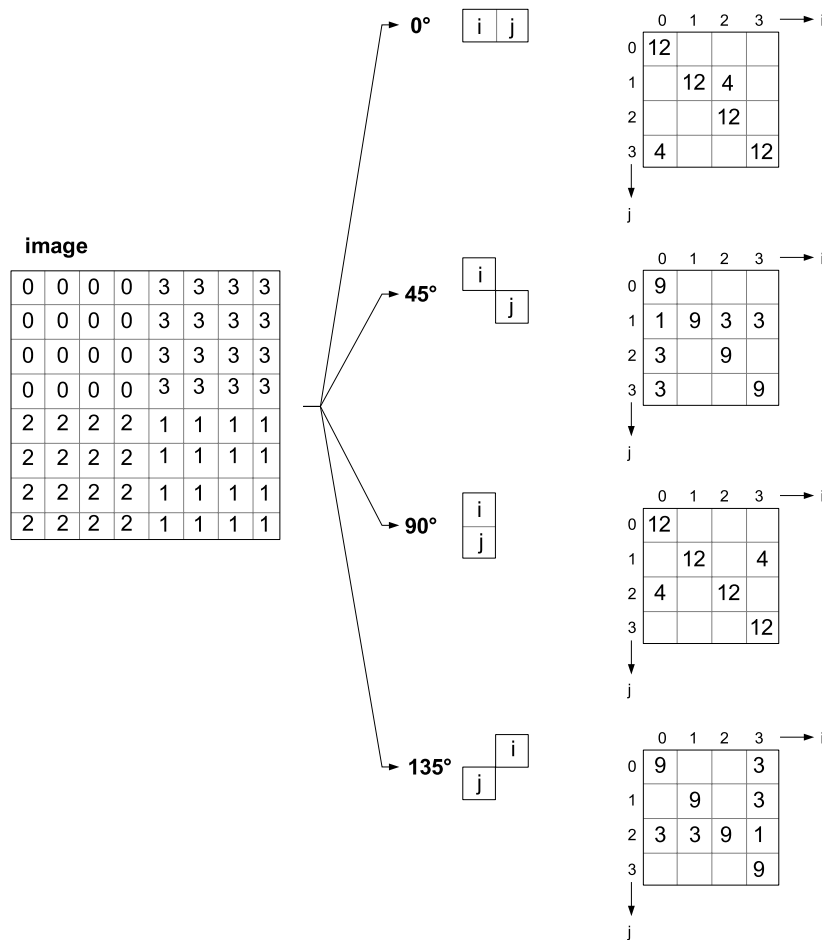 0°
i j
0 1 2 3 i
0 12
1 12 4
2 12
3 4 12
j
image
0 0 0 0 3 3 3 3
0 0 0 0 3 3 3 3
0 0 0 0 3 3 3 3
0 0 0 0 3 3 3 3
2 2 2 2 1 1 1 1
2 2 2 2 1 1 1 1
2 2 2 2 1 1 1 1
2 2 2 2 1 1 1 1
45°
i
j
0 1 2 3 i
0 9
1 1 9 3 3
2 3 9
3 3 9
j
90°
i
j
0 1 2 3 i
0 12
1 12 4
2 4 12
3 12
j
135°
i
j
0 1 2 3 i
0 9 3
1 9 3
2 3 3 9 1
3 9
j